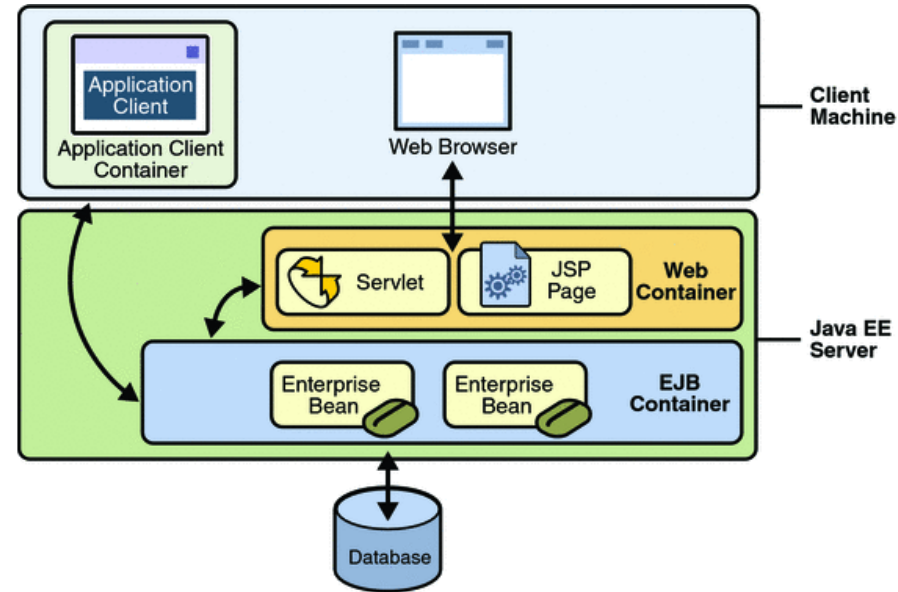 Application
Client
Application Client
Container
Web Browser
Client
Machine
Servlet
JSP
Page
Web
Container
Java EE
Server
Enterprise
Bean
Enterprise
Bean
EJB
Container
Database